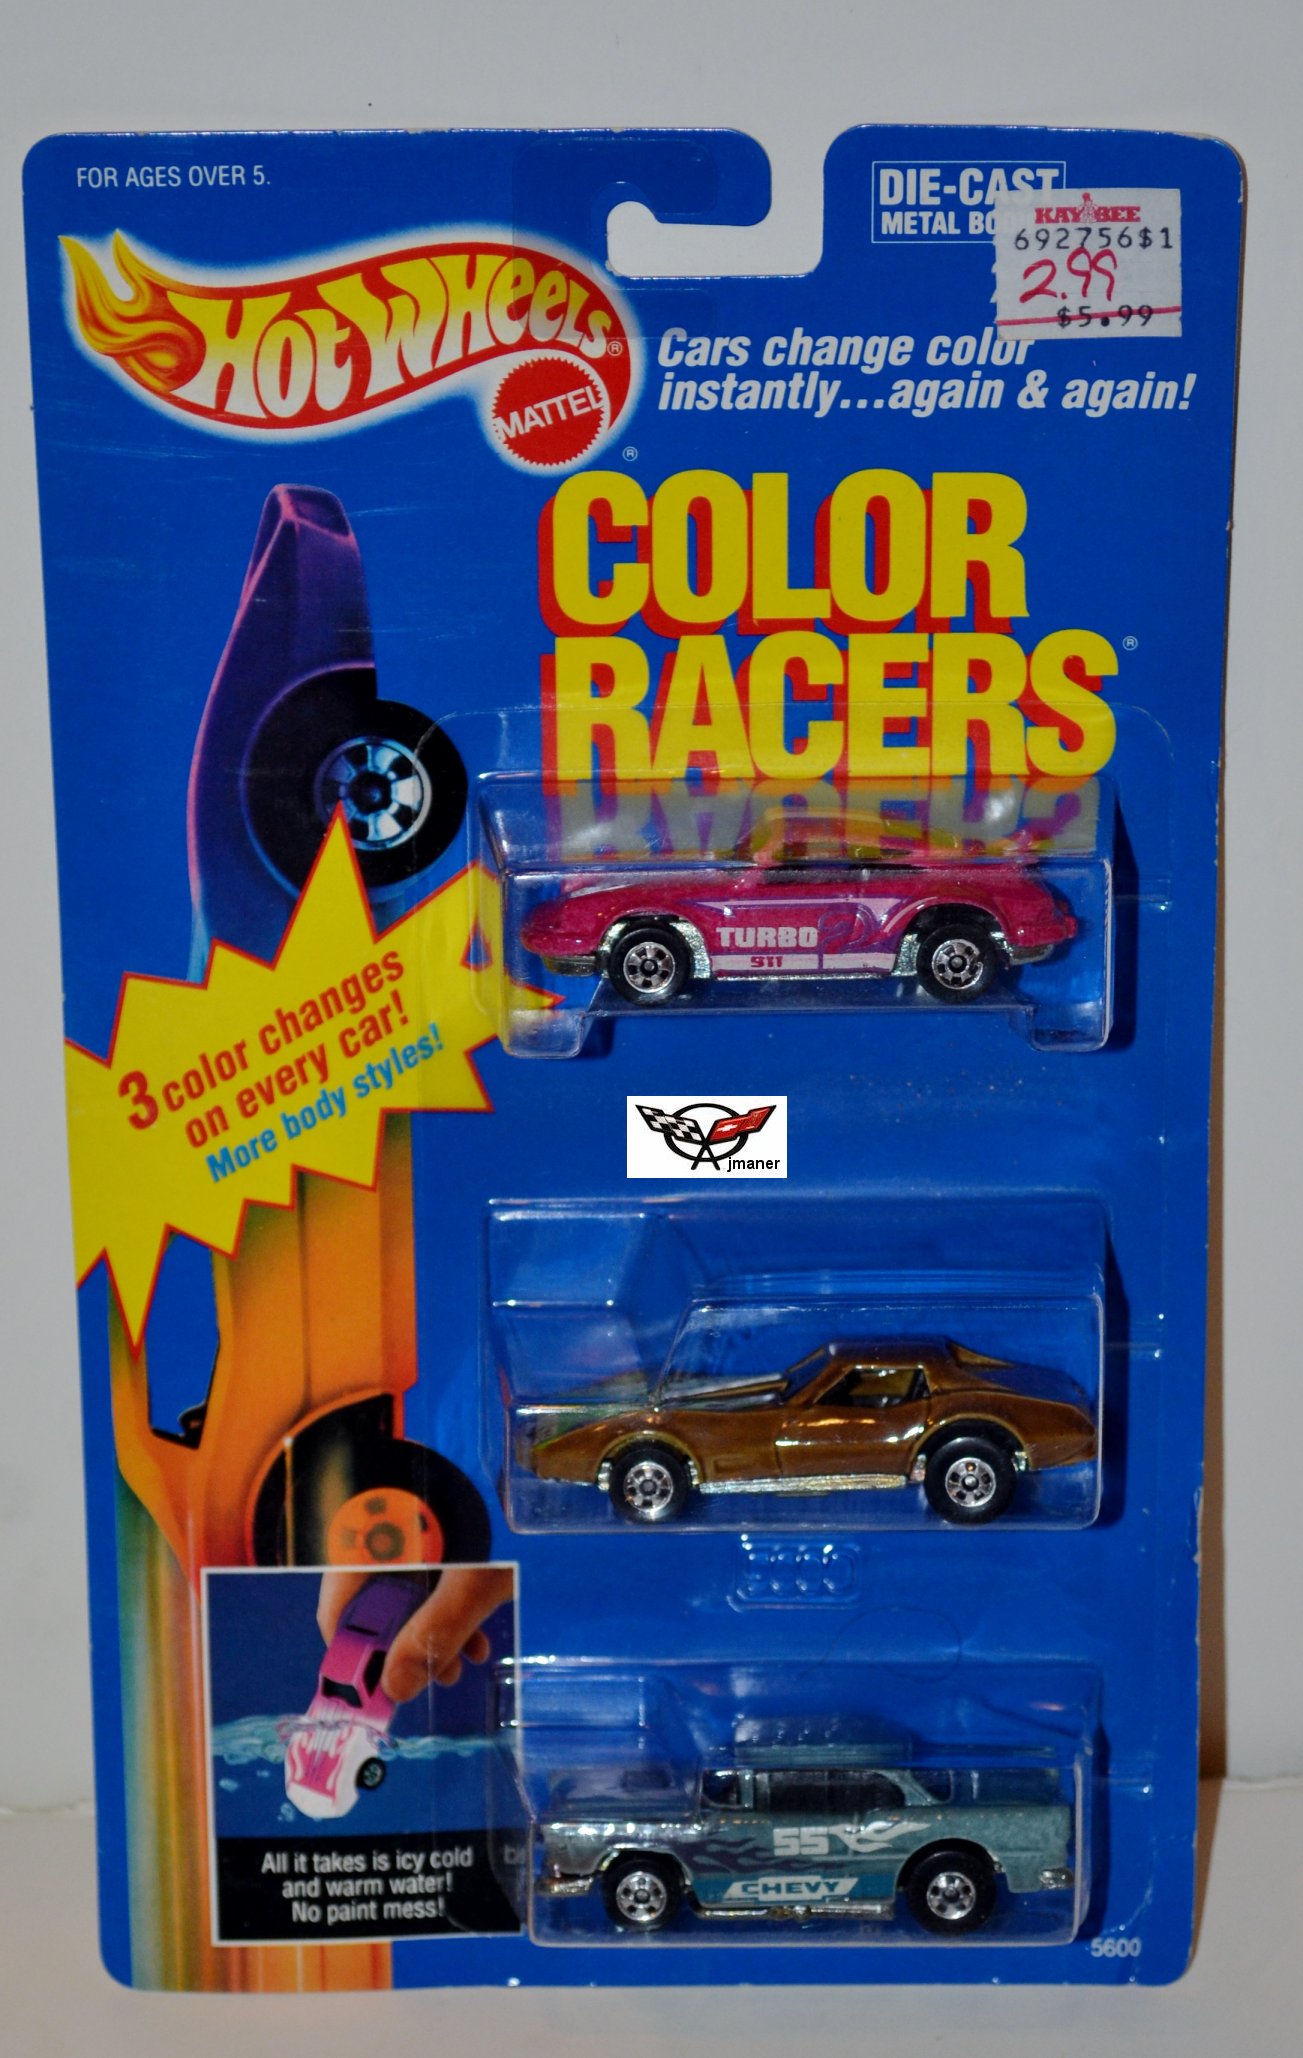 FOR AGES OVER 5.
DIE-CAST
METAL BO
KAY BEE
692756$1
2.99
$5.99
HOT WHEELS®
MATTEL
®
Cars change color
instantly...again & again!
COLOR
RACERS®
TURBO
911
3 color changes
on every car!
More body styles!
jmaner
5600
55
CHEVY
All it takes is icy cold
and warm water!
No paint mess!
5600